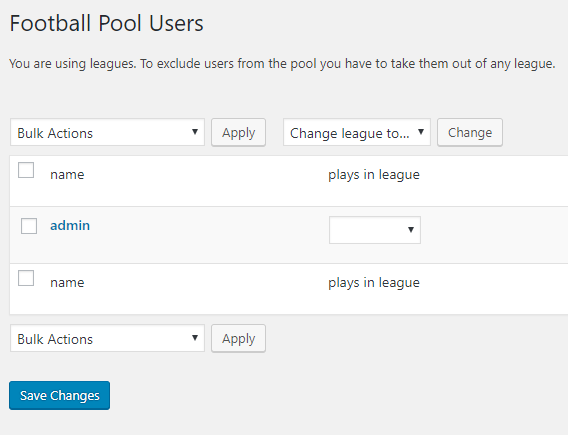 Football Pool Users
You are using leagues. To exclude users from the pool you have to take them out of any league.
Bulk Actions Apply Change league to... Change
name plays in league
admin
name plays in league
Bulk Actions Apply
Save Changes